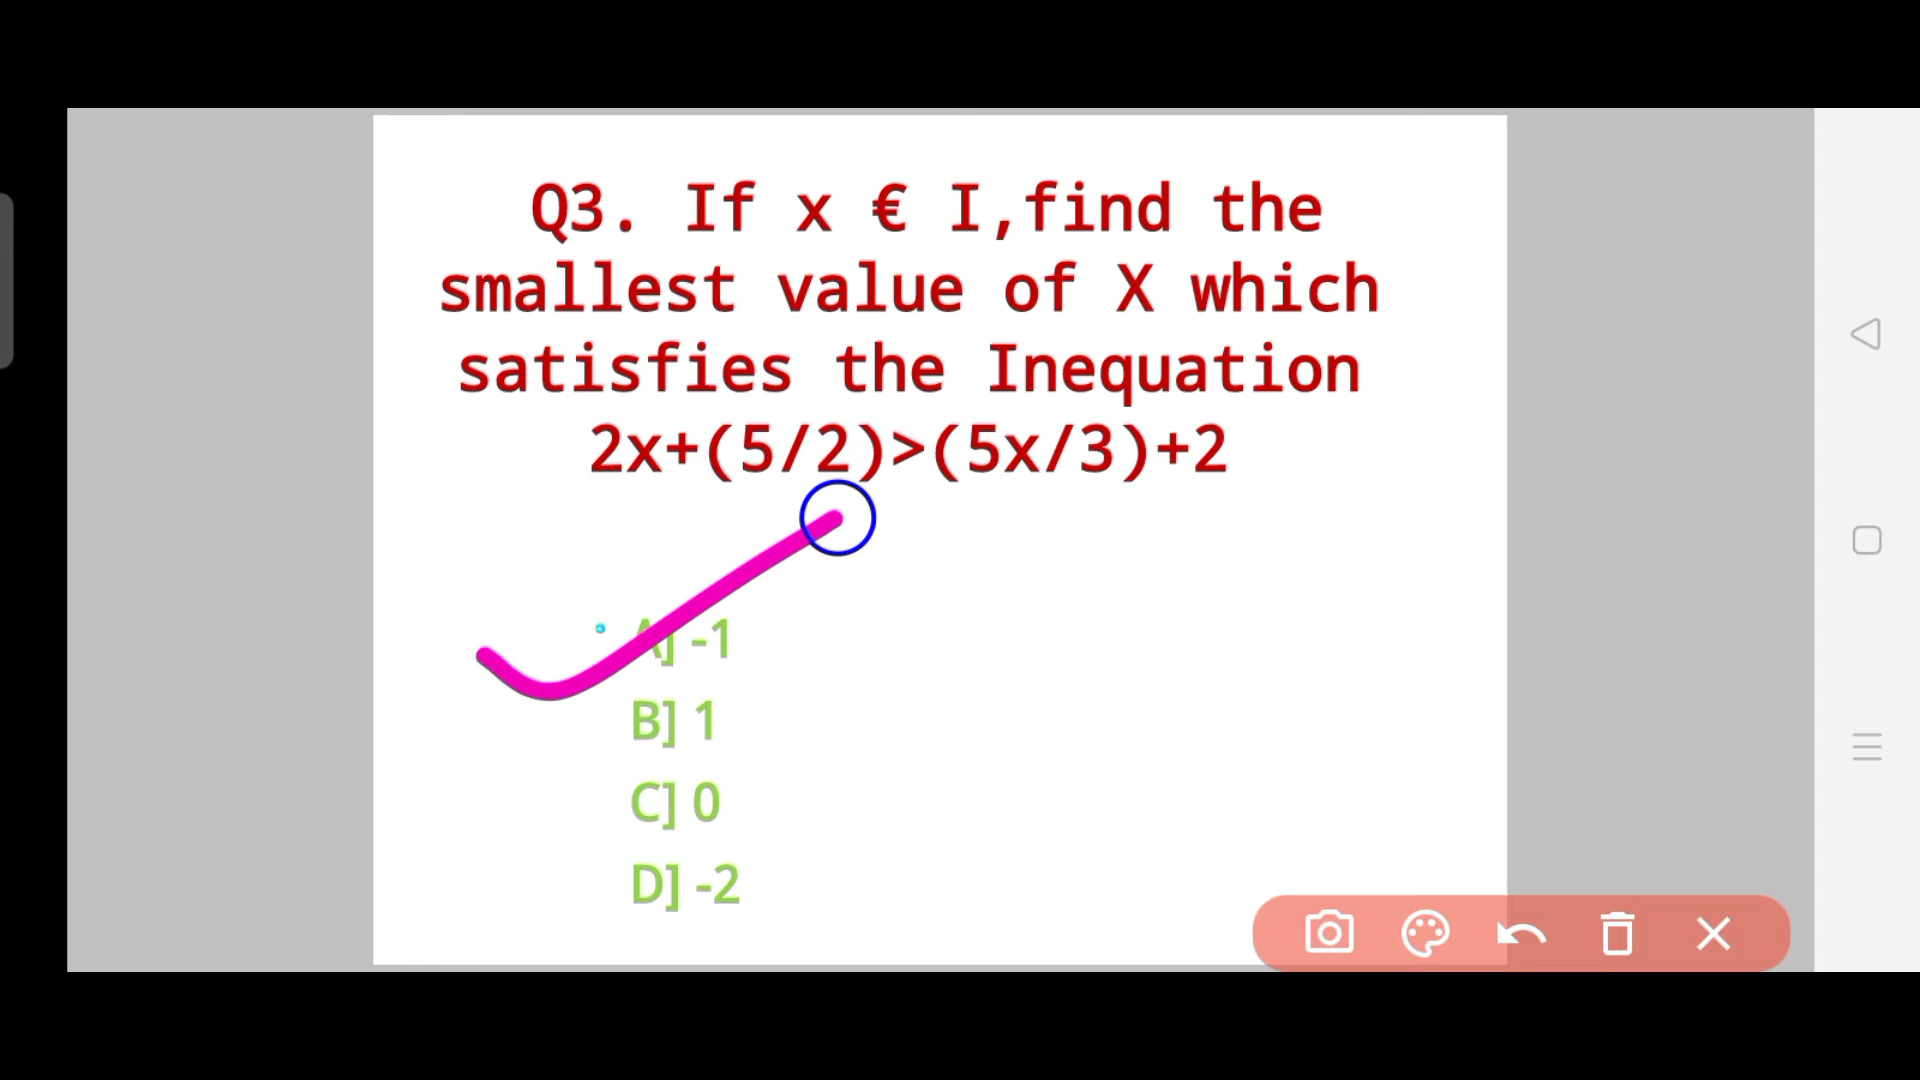 Q3. If x € I,find the
smallest value of X which
satisfies the Inequation
2x+(5/2)>(5x/3)+2
A] -1
B] 1
C] 0
D] -2